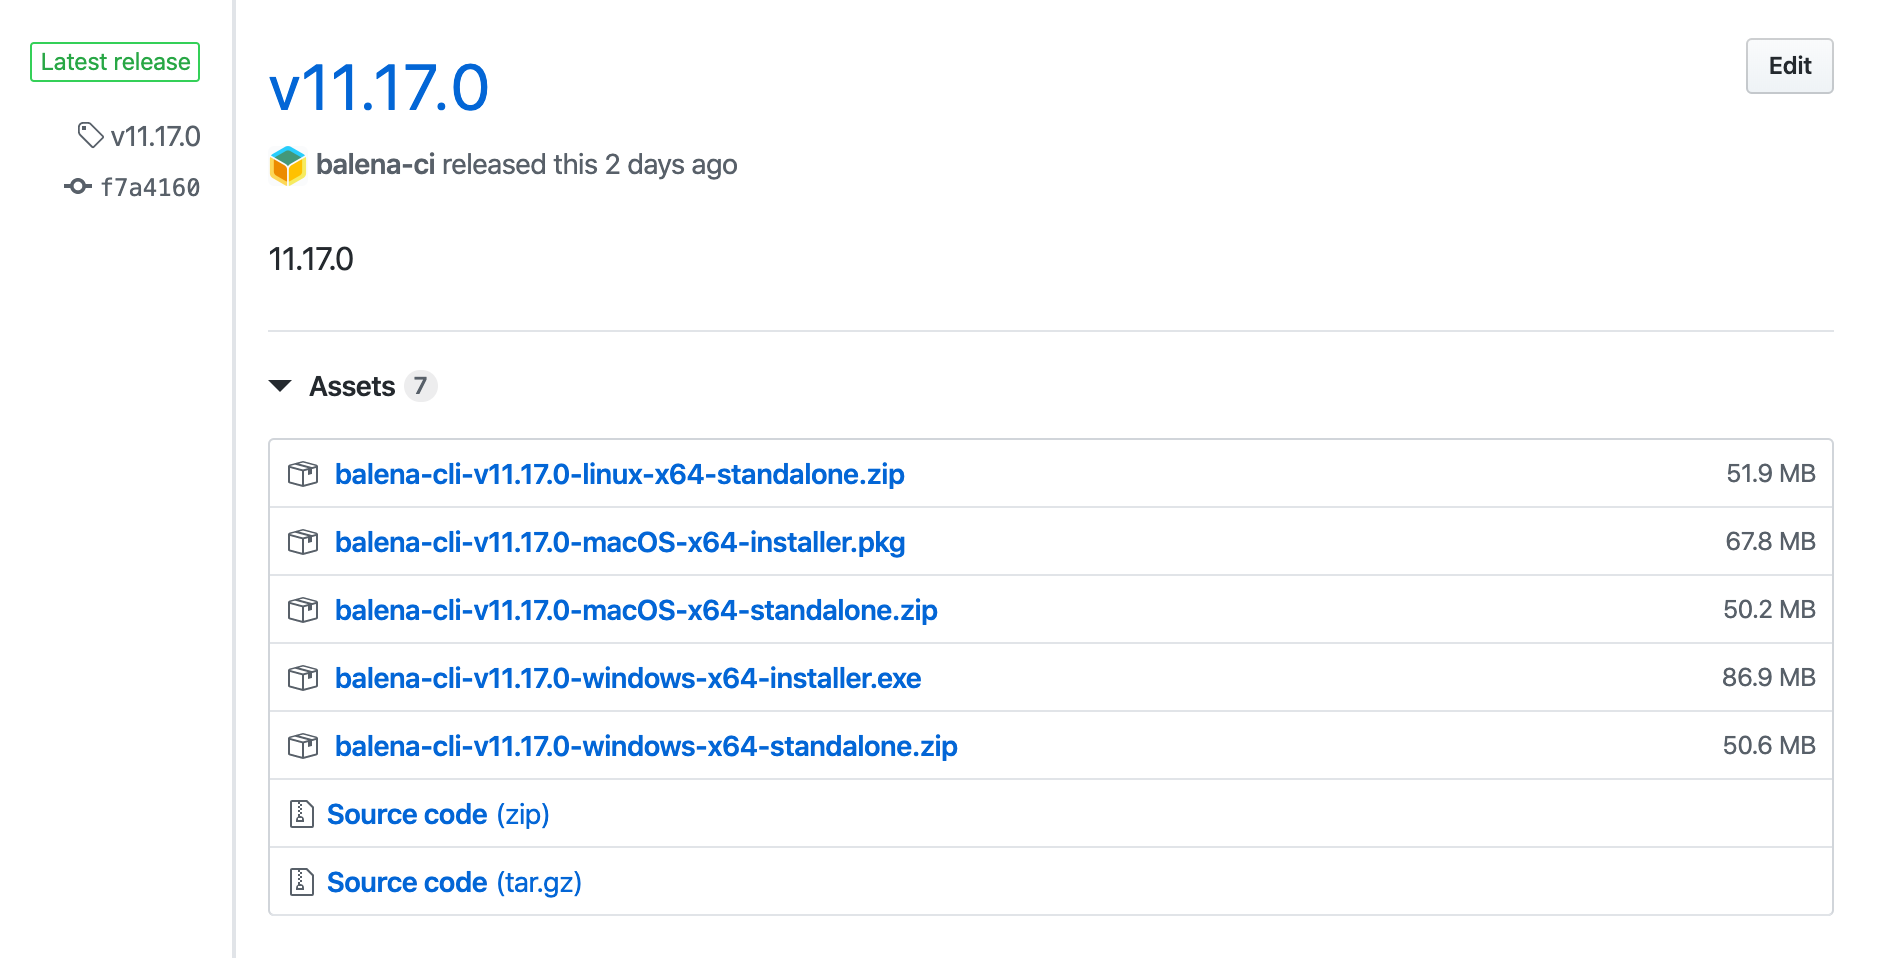 Latest release
v11.17.0
f7a4160
v11.17.0
Edit
balena-ci released this 2 days ago
11.17.0
Assets 7
balena-cli-v11.17.0-linux-x64-standalone.zip 51.9 MB
balena-cli-v11.17.0-macOS-x64-installer.pkg 67.8 MB
balena-cli-v11.17.0-macOS-x64-standalone.zip 50.2 MB
balena-cli-v11.17.0-windows-x64-installer.exe 86.9 MB
balena-cli-v11.17.0-windows-x64-standalone.zip 50.6 MB
Source code (zip)
Source code (tar.gz)